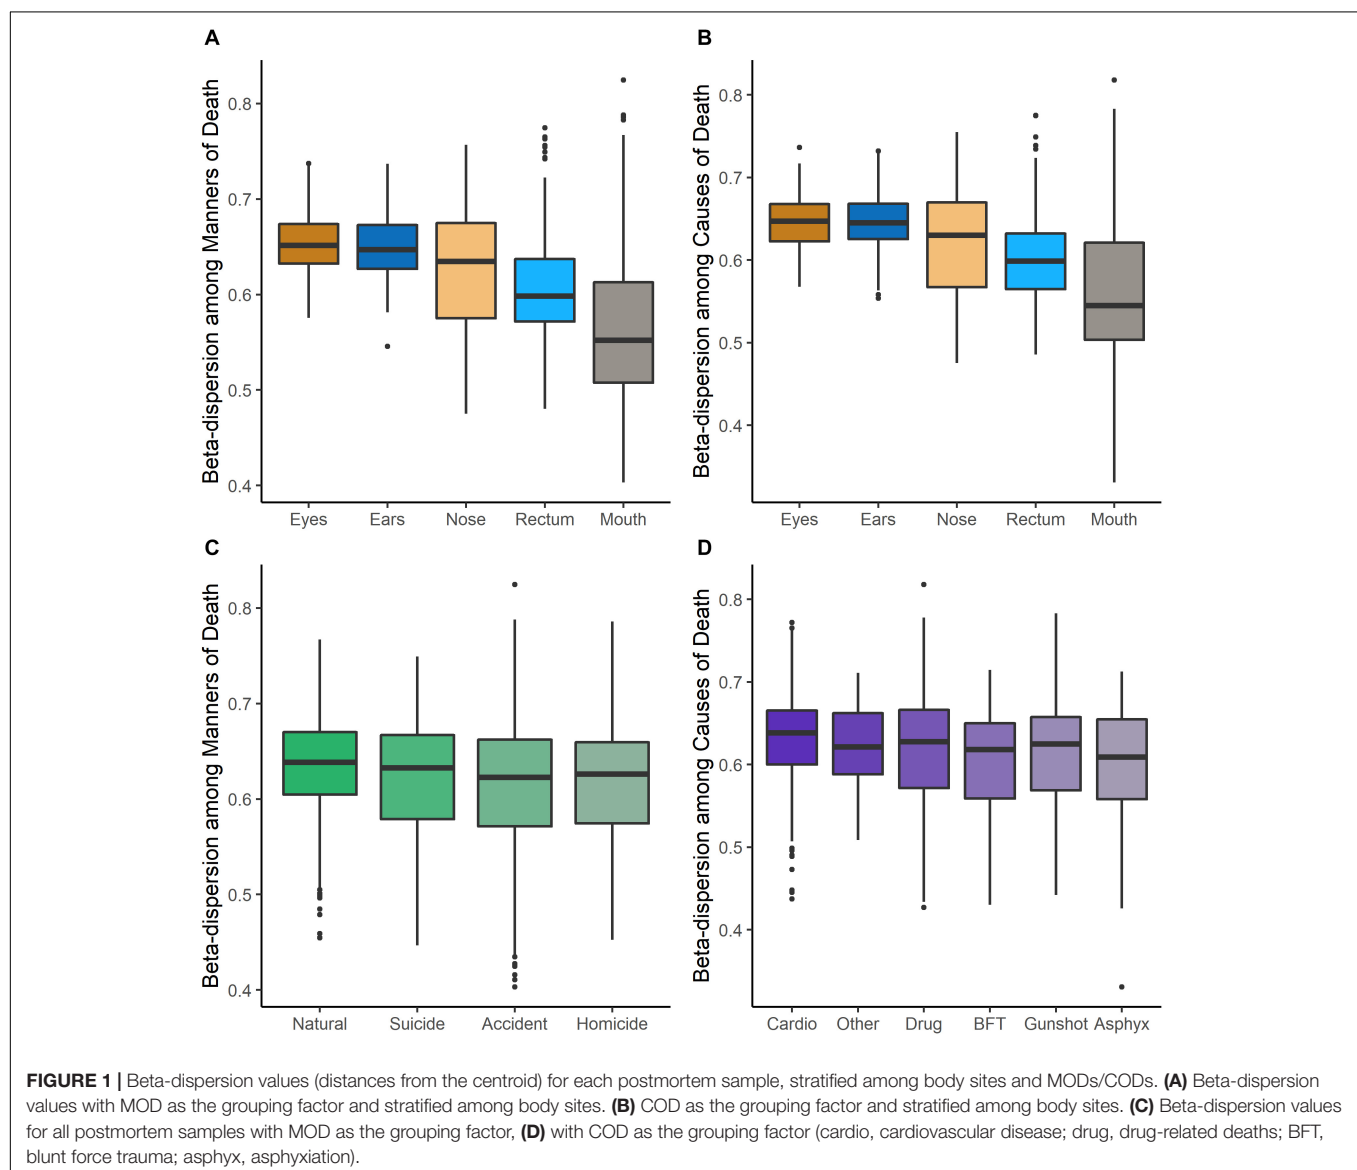 A
Beta-dispersion among Manners of Death
0.8
0.7
0.6
0.5
0.4
Eyes Ears Nose Rectum Mouth
B
Beta-dispersion among Causes of Death
0.8
0.7
0.6
0.5
0.4
Eyes Ears Nose Rectum Mouth
C
Beta-dispersion among Manners of Death
0.8
0.7
0.6
0.5
0.4
Natural Suicide Accident Homicide
D
Beta-dispersion among Causes of Death
0.8
0.7
0.6
0.5
0.4
Cardio Other Drug BFT Gunshot Asphyx
FIGURE 1 | Beta-dispersion values (distances from the centroid) for each postmortem sample, stratified among body sites and MODs/CODs. (A) Beta-dispersion
values with MOD as the grouping factor and stratified among body sites. (B) COD as the grouping factor and stratified among body sites. (C) Beta-dispersion values
for all postmortem samples with MOD as the grouping factor, (D) with COD as the grouping factor (cardio, cardiovascular disease; drug, drug-related deaths; BFT,
blunt force trauma; asphyx, asphyxiation).